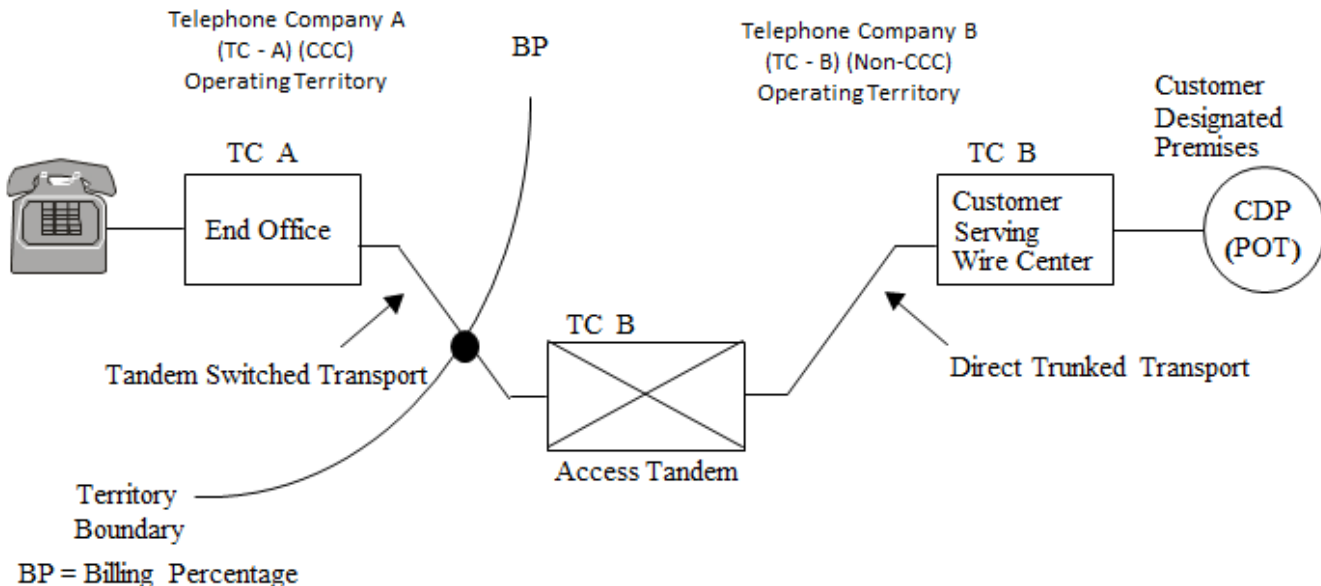 Telephone Company A
(TC - A) (CCC)
Operating Territory
BP
Telephone Company B
(TC - B) (Non-CCC)
Operating Territory
Customer
Designated
Premises
TC A
End Office
TC B
Customer
Serving
Wire Center
CDP
(POT)
TC B
Tandem Switched Transport
Direct Trunked Transport
Access Tandem
Territory
Boundary
BP = Billing Percentage